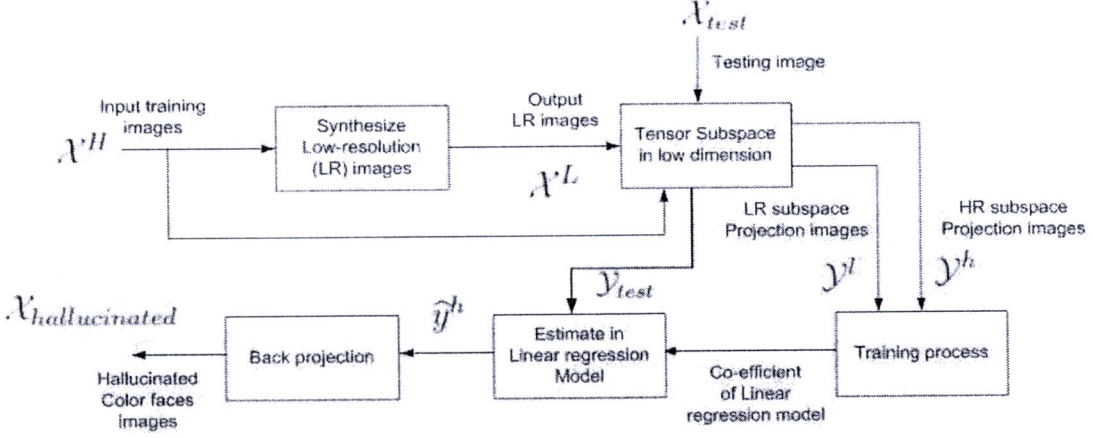 𝒳_test
Testing image
Input training
images
𝒳^H
Synthesize
Low-resolution
(LR) images
Output
LR images
𝒳^L
Tensor Subspace
in low dimension
LR subspace
Projection images
HR subspace
Projection images
𝒴^l
𝒴^h
𝒴_test
𝒳_hallucinated
ŷ^h
Hallucinated
Color faces
images
Back projection
Estimate in
Linear regression
Model
Co-efficient
of Linear
regression model
Training process